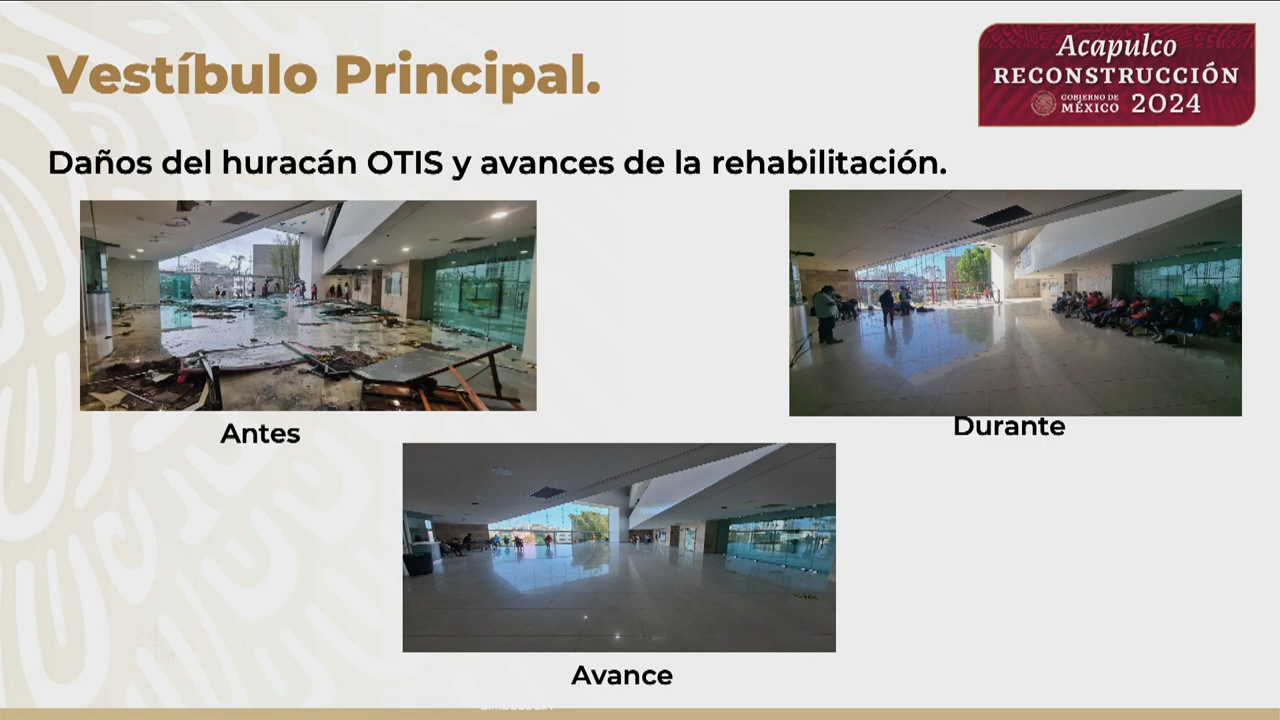 Vestíbulo Principal.
Acapulco
RECONSTRUCCIÓN
GOBIERNO DE
MÉXICO 2024
Daños del huracán OTIS y avances de la rehabilitación.
Antes
Durante
Avance